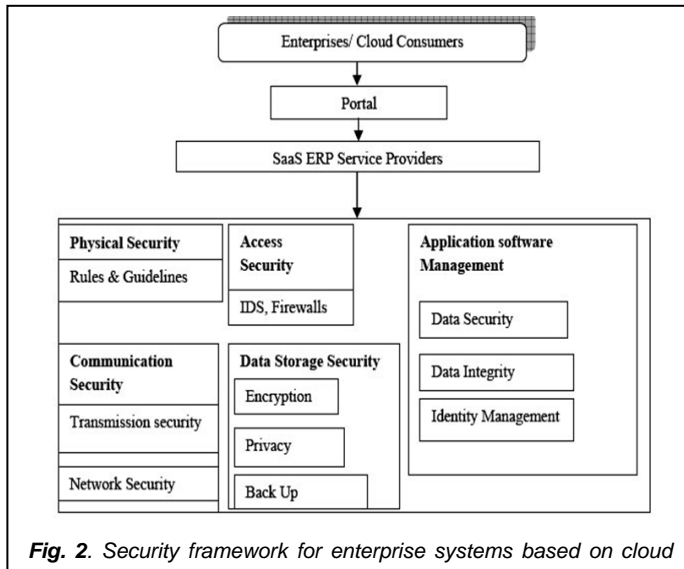 Enterprises/ Cloud Consumers
Portal
SaaS ERP Service Providers
Physical Security
Rules & Guidelines
Access
Security
IDS, Firewalls
Application software
Management
Data Security
Data Integrity
Identity Management
Communication
Security
Transmission security
Network Security
Data Storage Security
Encryption
Privacy
Back Up
Fig. 2. Security framework for enterprise systems based on cloud